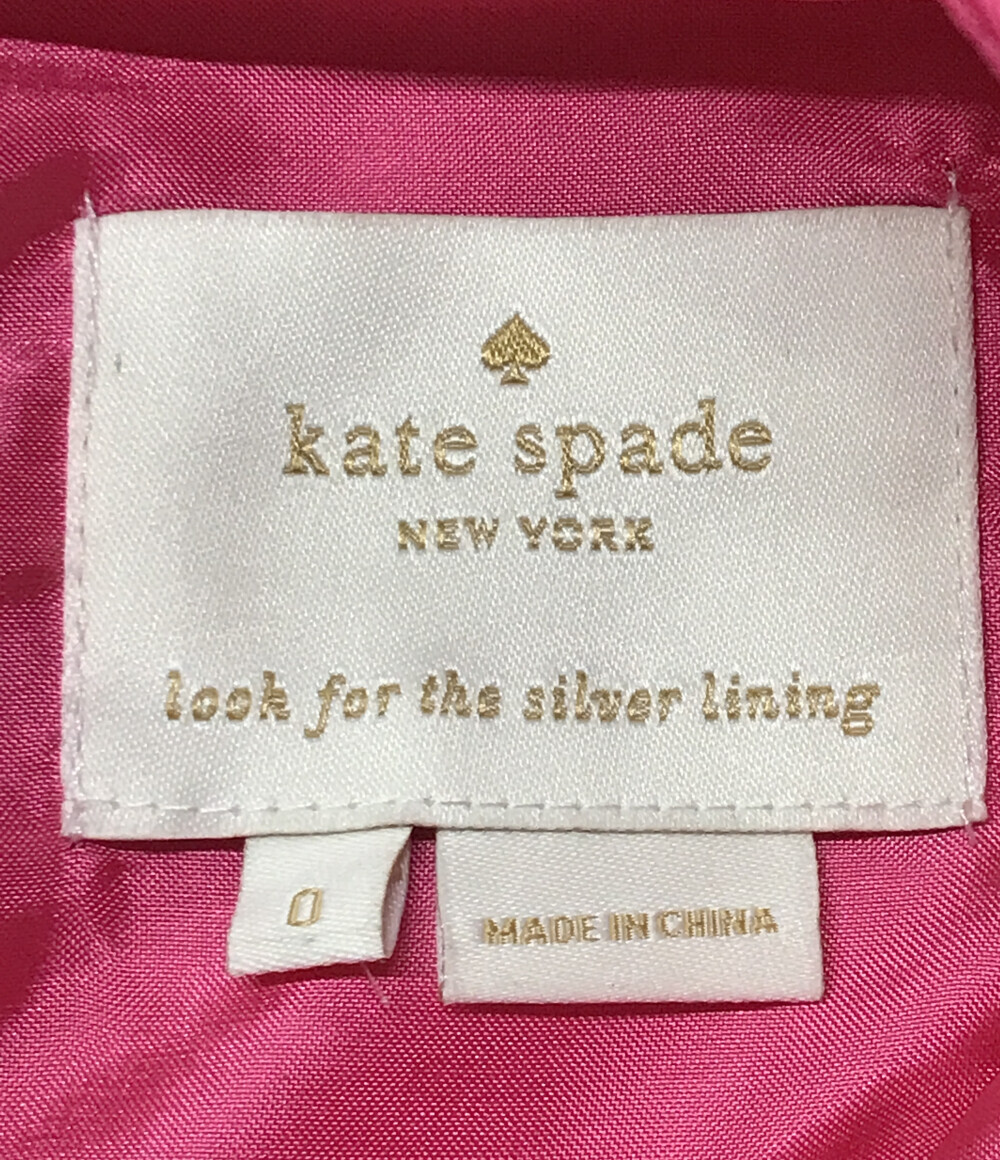 kate spade
NEW YORK
look for the silver lining
0
MADE IN CHINA